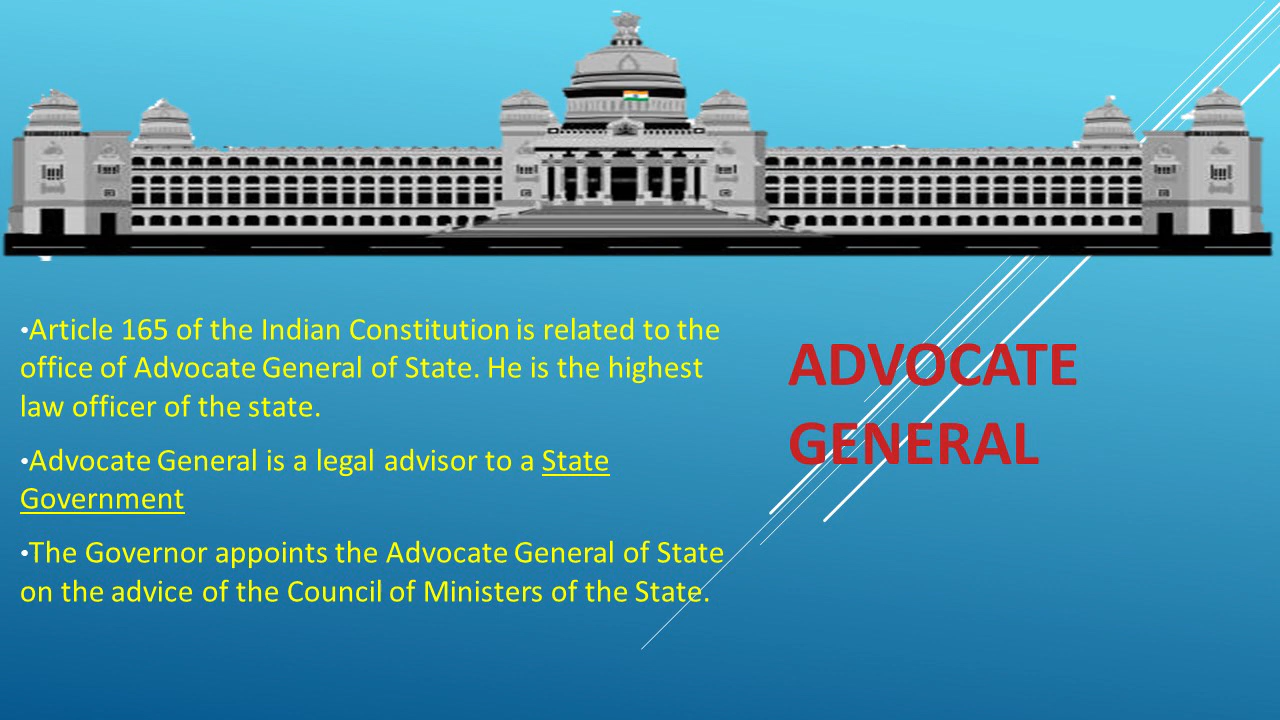 •Article 165 of the Indian Constitution is related to the
office of Advocate General of State. He is the highest
law officer of the state.
•Advocate General is a legal advisor to a State
Government
•The Governor appoints the Advocate General of State
on the advice of the Council of Ministers of the State.
ADVOCATE
GENERAL